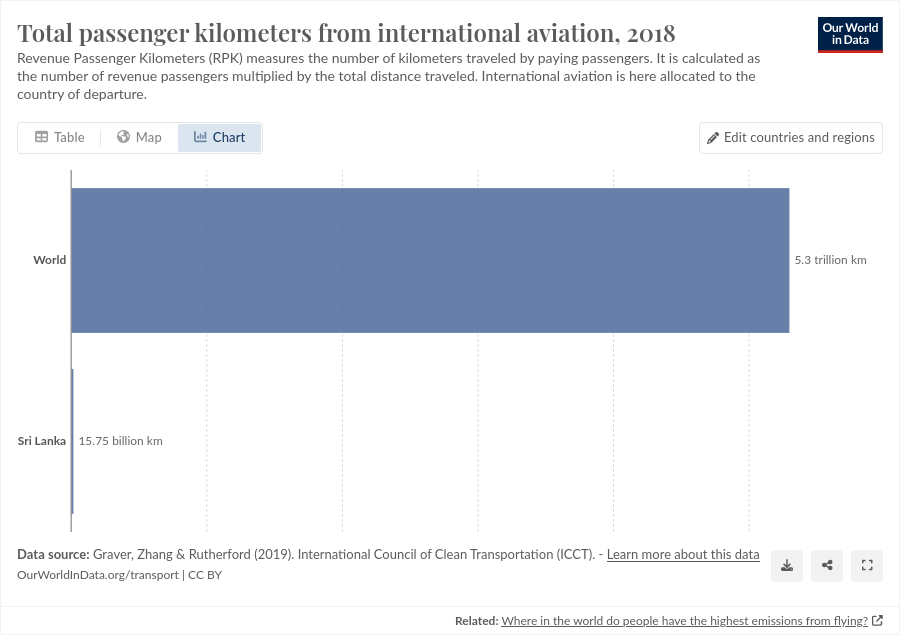 Total passenger kilometers from international aviation, 2018
Our World
in Data
Revenue Passenger Kilometers (RPK) measures the number of kilometers traveled by paying passengers. It is calculated as
the number of revenue passengers multiplied by the total distance traveled. International aviation is here allocated to the
country of departure.
Table Map Chart Edit countries and regions
World 5.3 trillion km
Sri Lanka 15.75 billion km
Data source: Graver, Zhang & Rutherford (2019). International Council of Clean Transportation (ICCT). - Learn more about this data
OurWorldInData.org/transport | CC BY
Related: Where in the world do people have the highest emissions from flying?